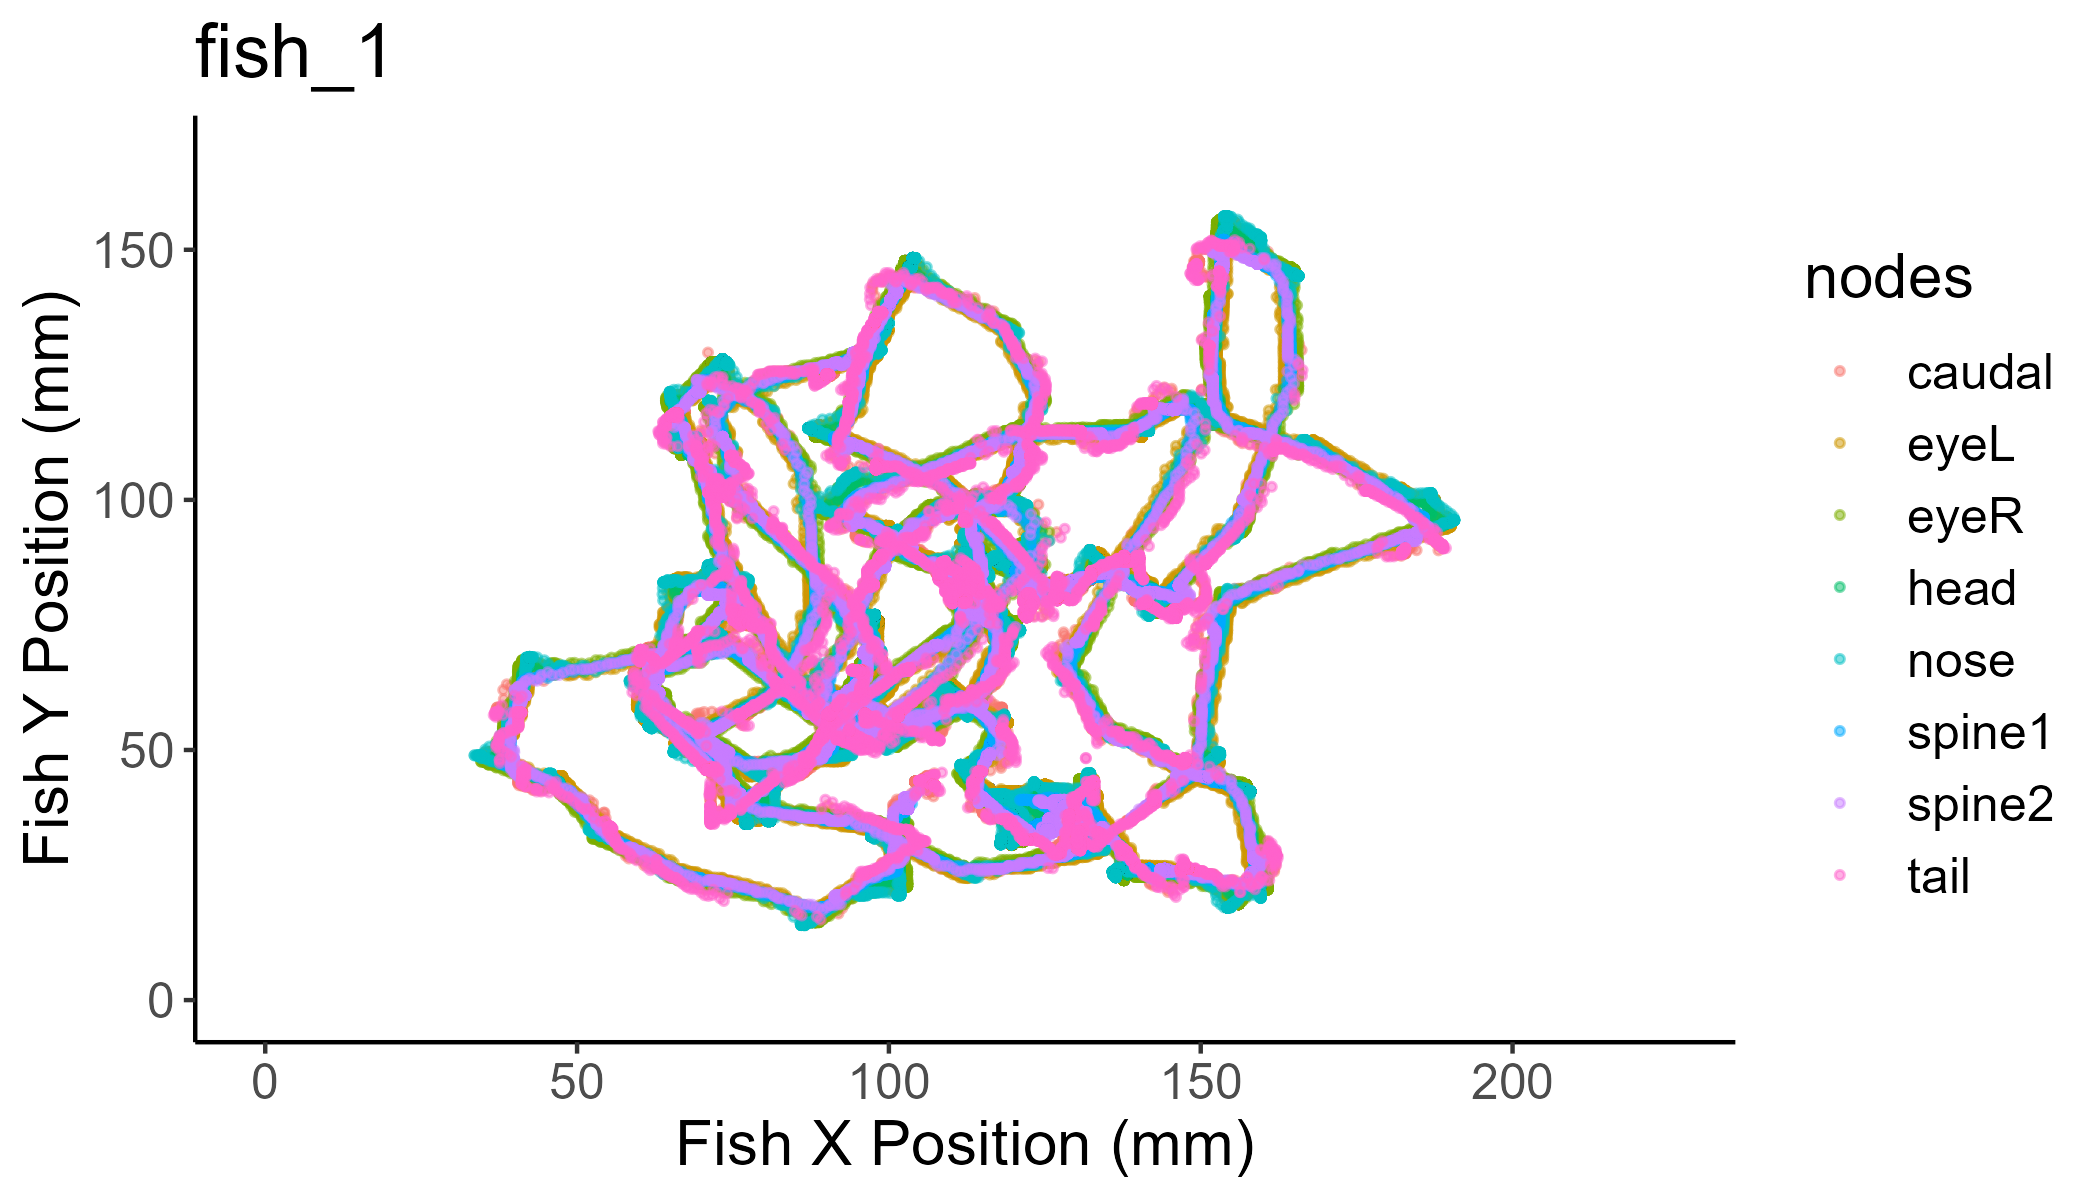 fish_1
Fish Y Position (mm)
150
100
50
0
0 50 100 150 200
Fish X Position (mm)
nodes
caudal
eyeL
eyeR
head
nose
spine1
spine2
tail